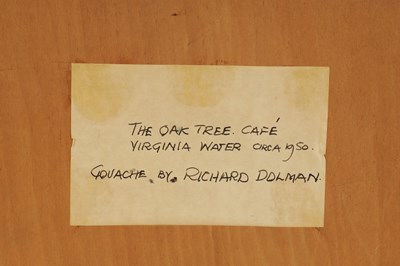 THE OAK TREE. CAFÉ
VIRGINIA WATER CIRCA 1950.
GOUACHE. BY. RICHARD DOLMAN.